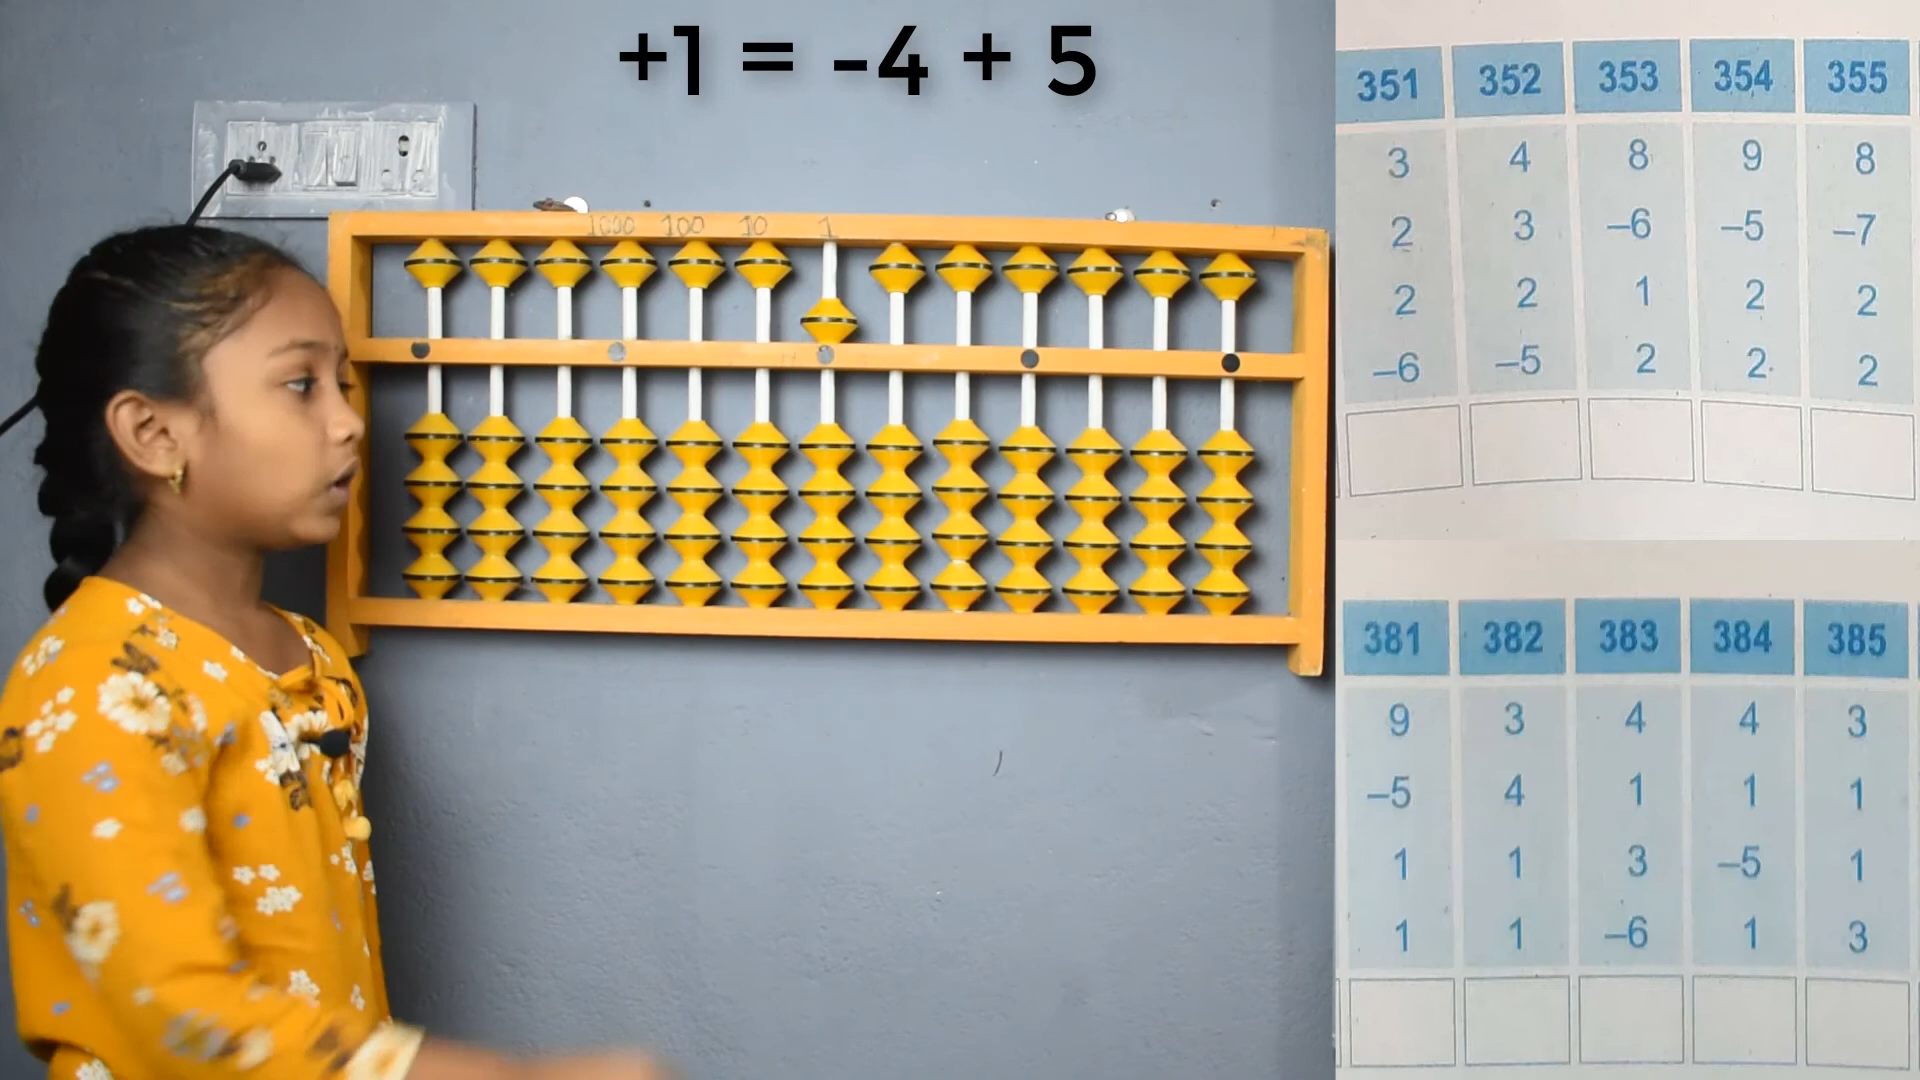 +1 = -4 + 5
1000 100 10 1
351 352 353 354 355
3 4 8 9 8
2 3 –6 –5 –7
2 2 1 2 2
–6 –5 2 2 2
381 382 383 384 385
9 3 4 4 3
–5 4 1 1 1
1 1 3 –5 1
1 1 –6 1 3